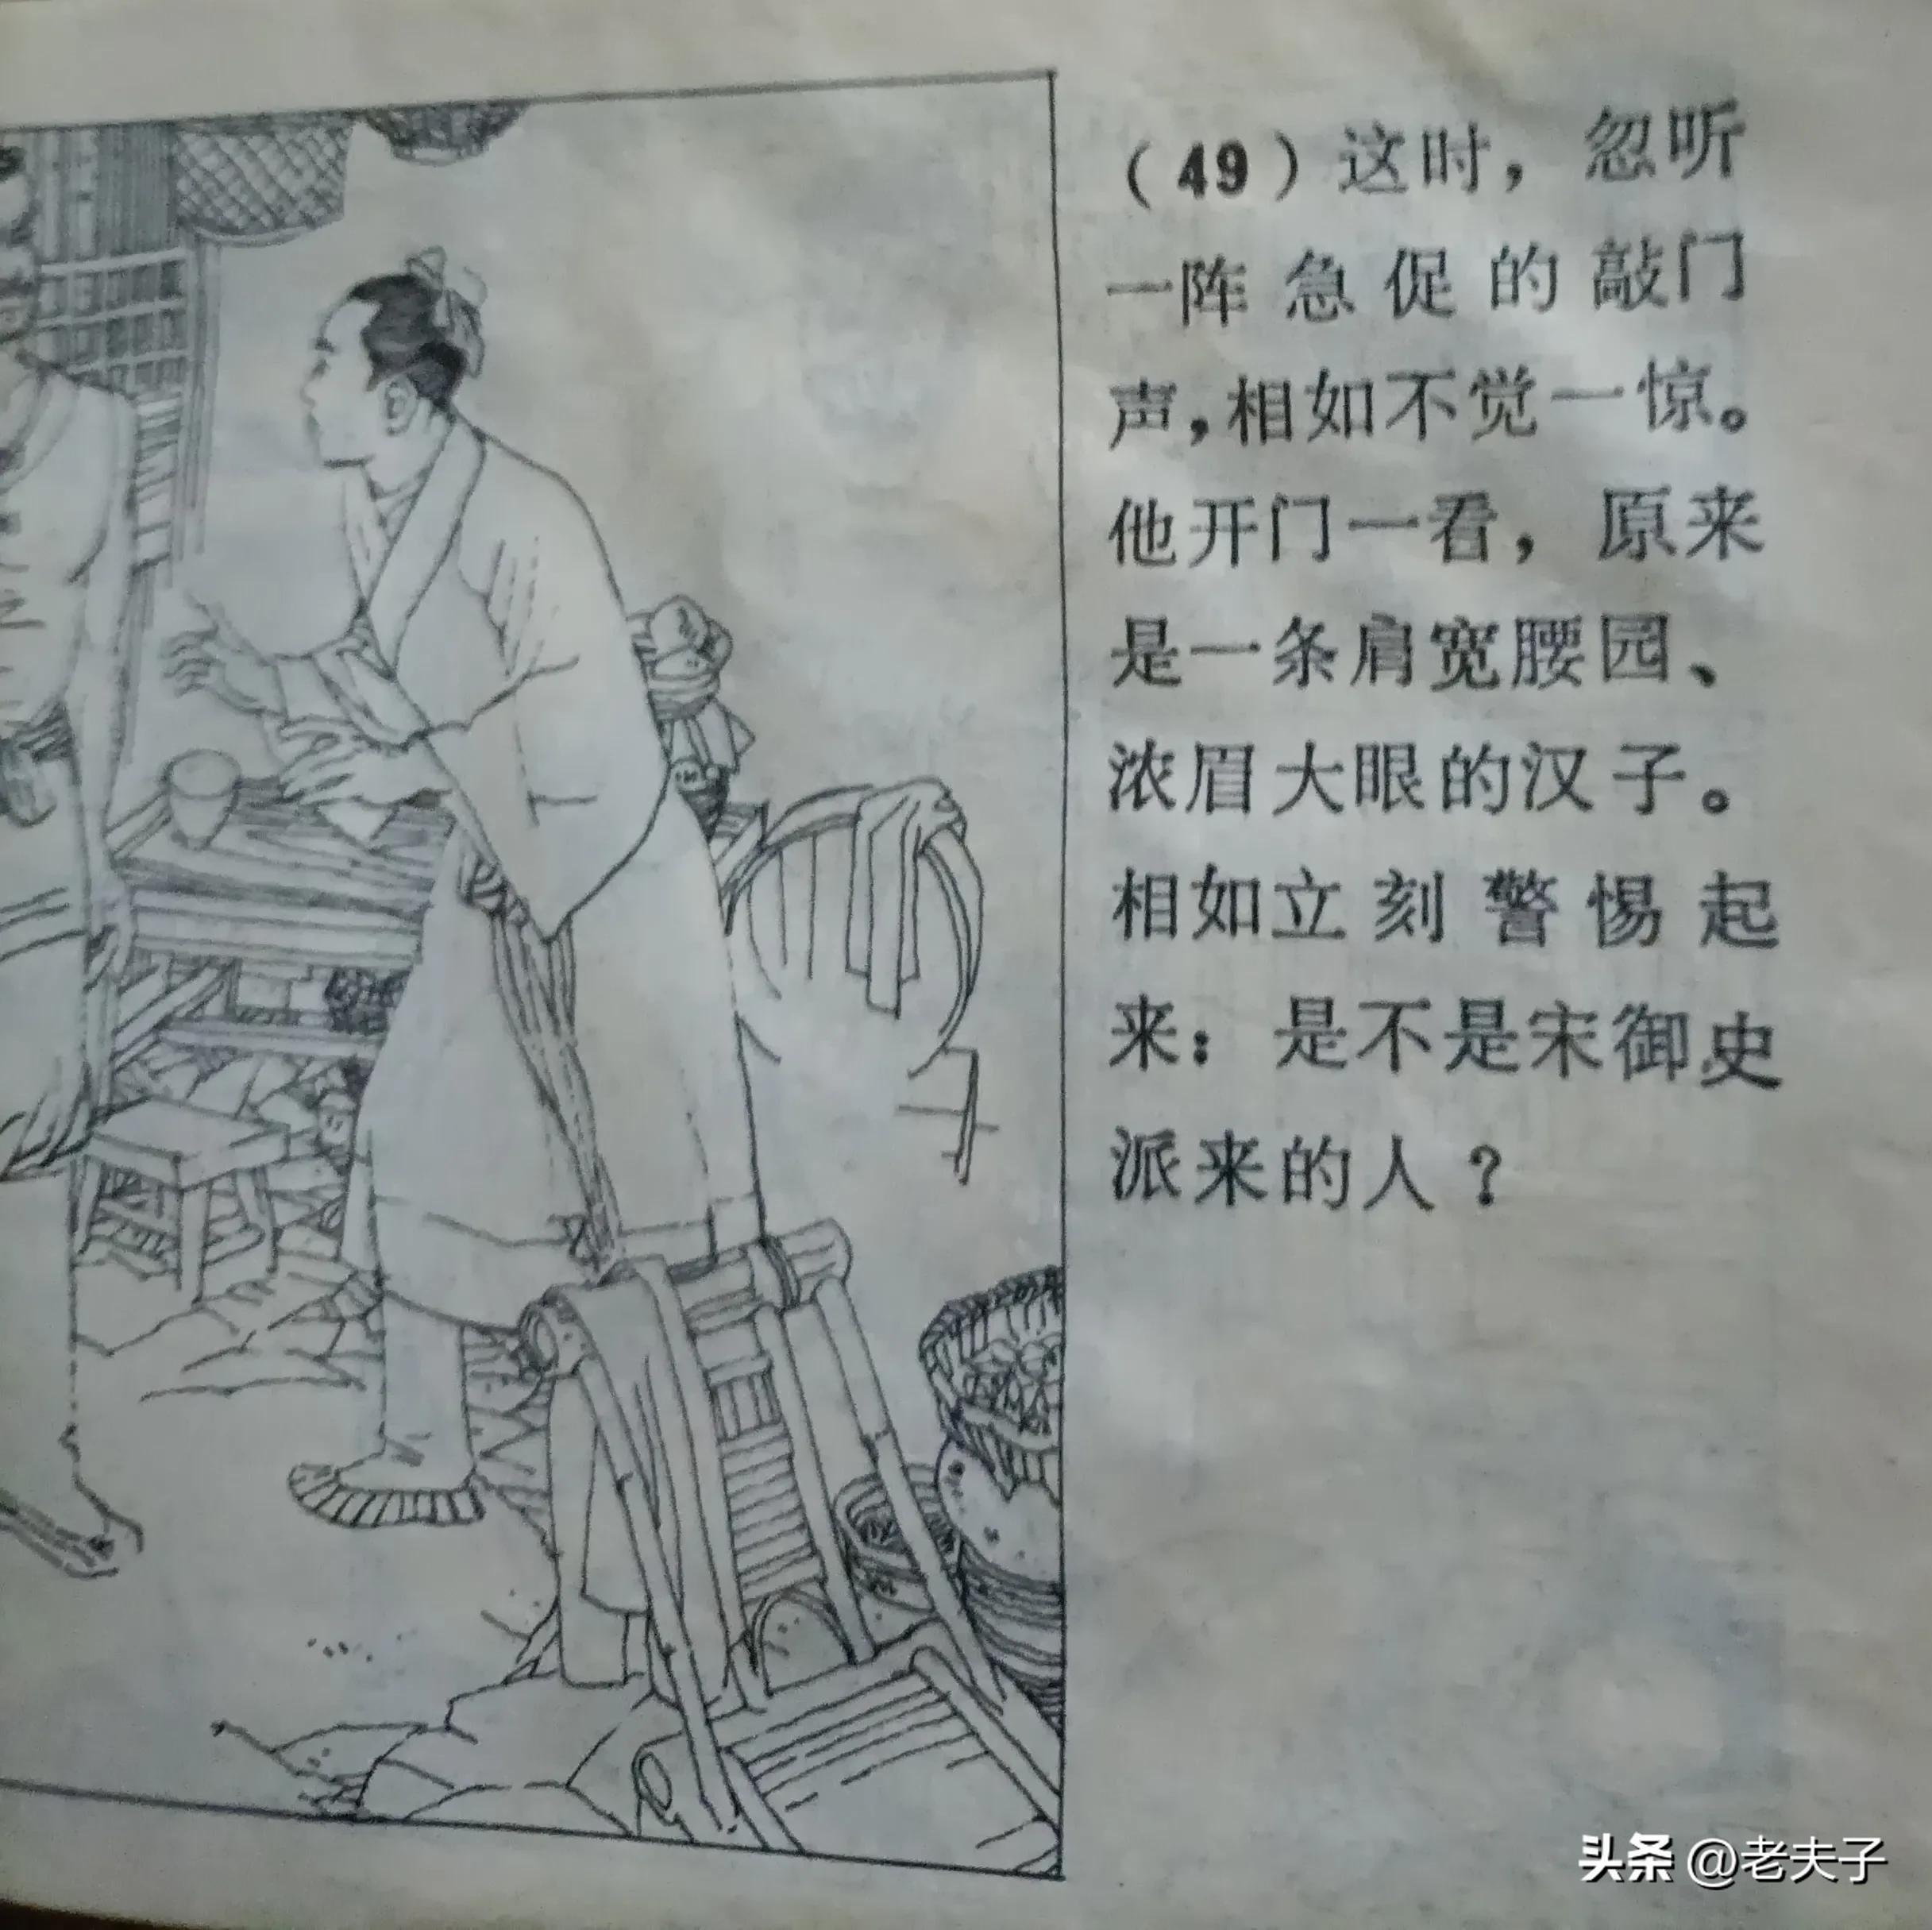 （49）这时，忽听
一阵急促的敲门
声，相如不觉一惊。
他开门一看，原来
是一条肩宽腰园、
浓眉大眼的汉子。
相如立刻警惕起
来：是不是宋御史
派来的人？
头条 @老夫子